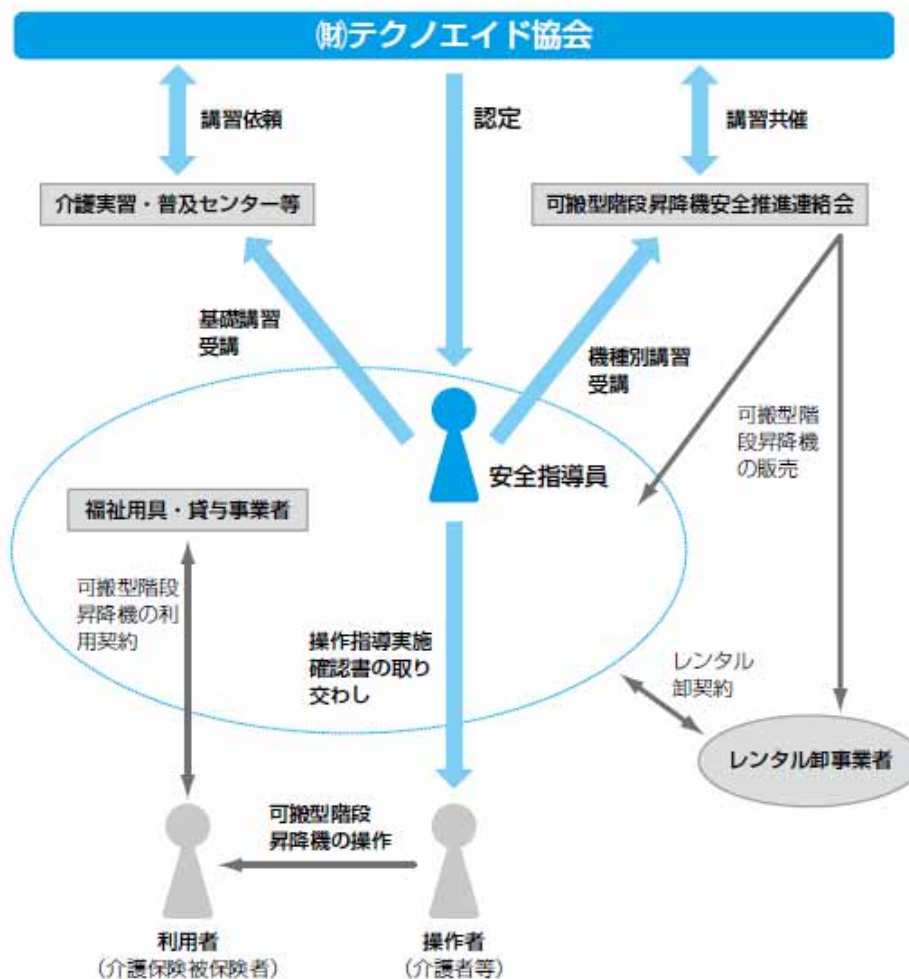 ㈶テクノエイド協会
講習依頼
認定
講習共催
介護実習・普及センター等
可搬型階段昇降機安全推進連絡会
基礎講習
受講
機種別講習
受講
可搬型階
段昇降機
の販売
安全指導員
福祉用具・貸与事業者
可搬型階段
昇降機の利
用契約
操作指導実施
確認書の取り
交わし
レンタル
卸契約
レンタル卸事業者
可搬型階段
昇降機の操作
利用者
(介護保険被保険者)
操作者
(介護者等)